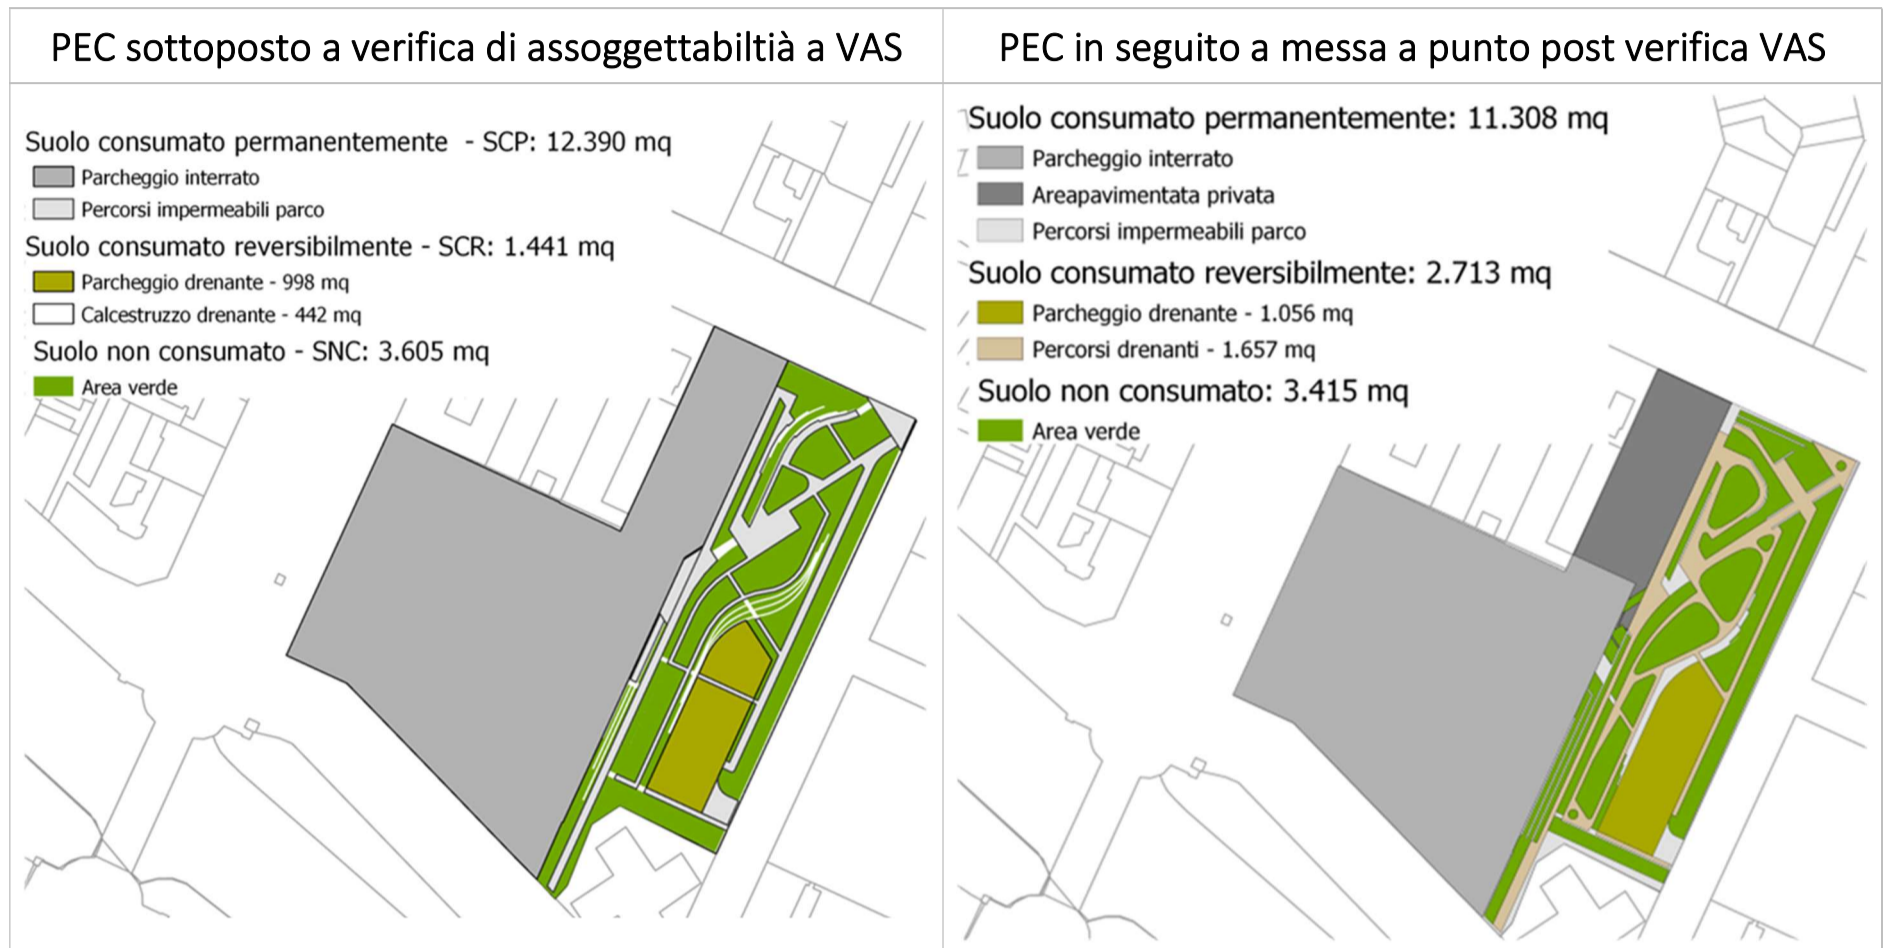 PEC sottoposto a verifica di assoggettabiltià a VAS
PEC in seguito a messa a punto post verifica VAS
Suolo consumato permanentemente - SCP: 12.390 mq
Parcheggio interrato
Percorsi impermeabili parco
Suolo consumato reversibilmente - SCR: 1.441 mq
Parcheggio drenante - 998 mq
Calcestruzzo drenante - 442 mq
Suolo non consumato - SNC: 3.605 mq
Area verde
Suolo consumato permanentemente: 11.308 mq
Parcheggio interrato
Areapavimentata privata
Percorsi impermeabili parco
Suolo consumato reversibilmente: 2.713 mq
Parcheggio drenante - 1.056 mq
Percorsi drenanti - 1.657 mq
Suolo non consumato: 3.415 mq
Area verde